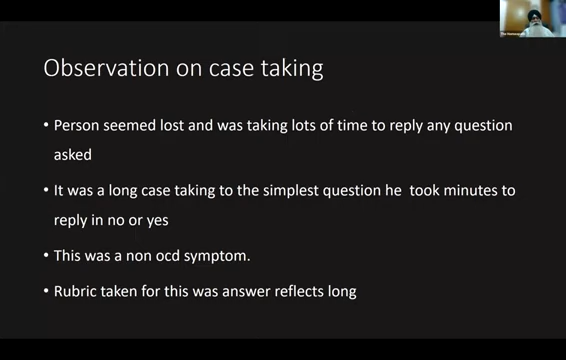 Observation on case taking
• Person seemed lost and was taking lots of time to reply any question
asked
• It was a long case taking to the simplest question he took minutes to
reply in no or yes
• This was a non ocd symptom.
• Rubric taken for this was answer reflects long